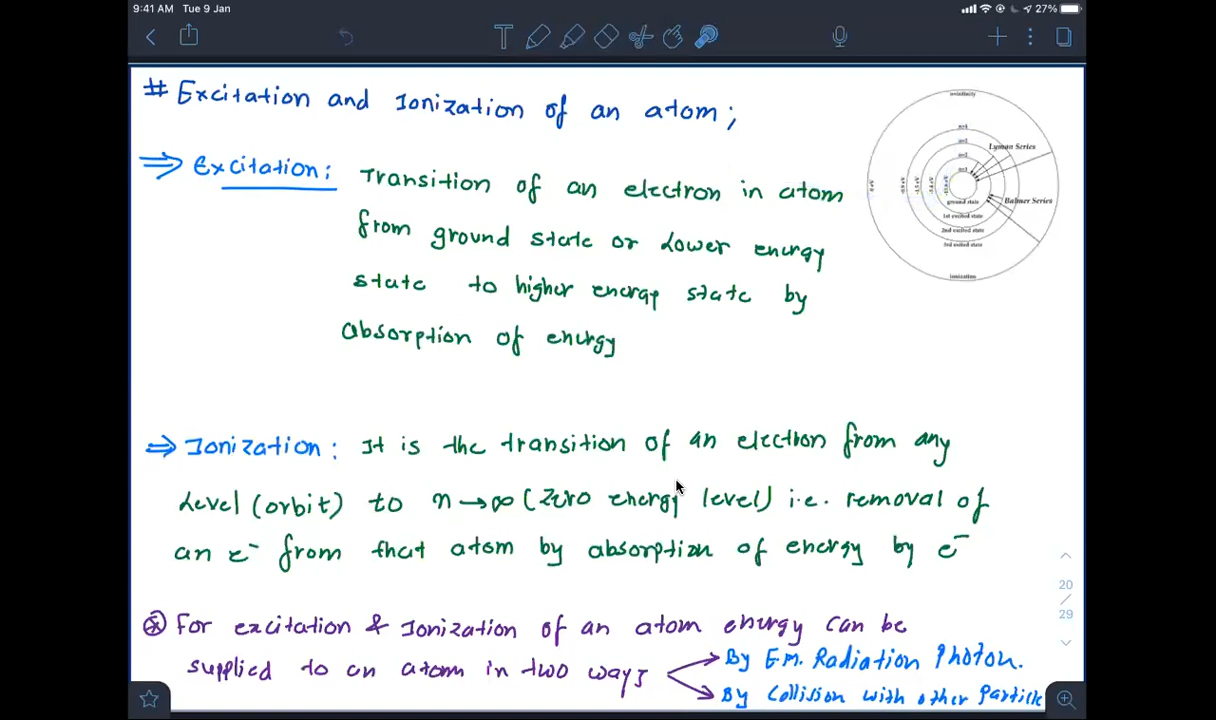 9:41 AM Tue 9 Jan
27%
# Excitation and Ionization of an atom;
⇒ Excitation: Transition of an electron in atom
from ground state or lower energy
state to higher energy state by
absorption of energy
Lyman Series
Balmer Series
ground state
1st excited state
2nd excited state
3rd excited state
ionization
⇒ Ionization: It is the transition of an electron from any
level (orbit) to n→∞ (zero energy level) i.e. removal of
an e⁻ from that atom by absorption of energy by e⁻
20
/
29
⊛ For excitation & Ionization of an atom energy can be
supplied to an atom in two ways
By E.M. Radiation Photon.
By Collision with other Particle